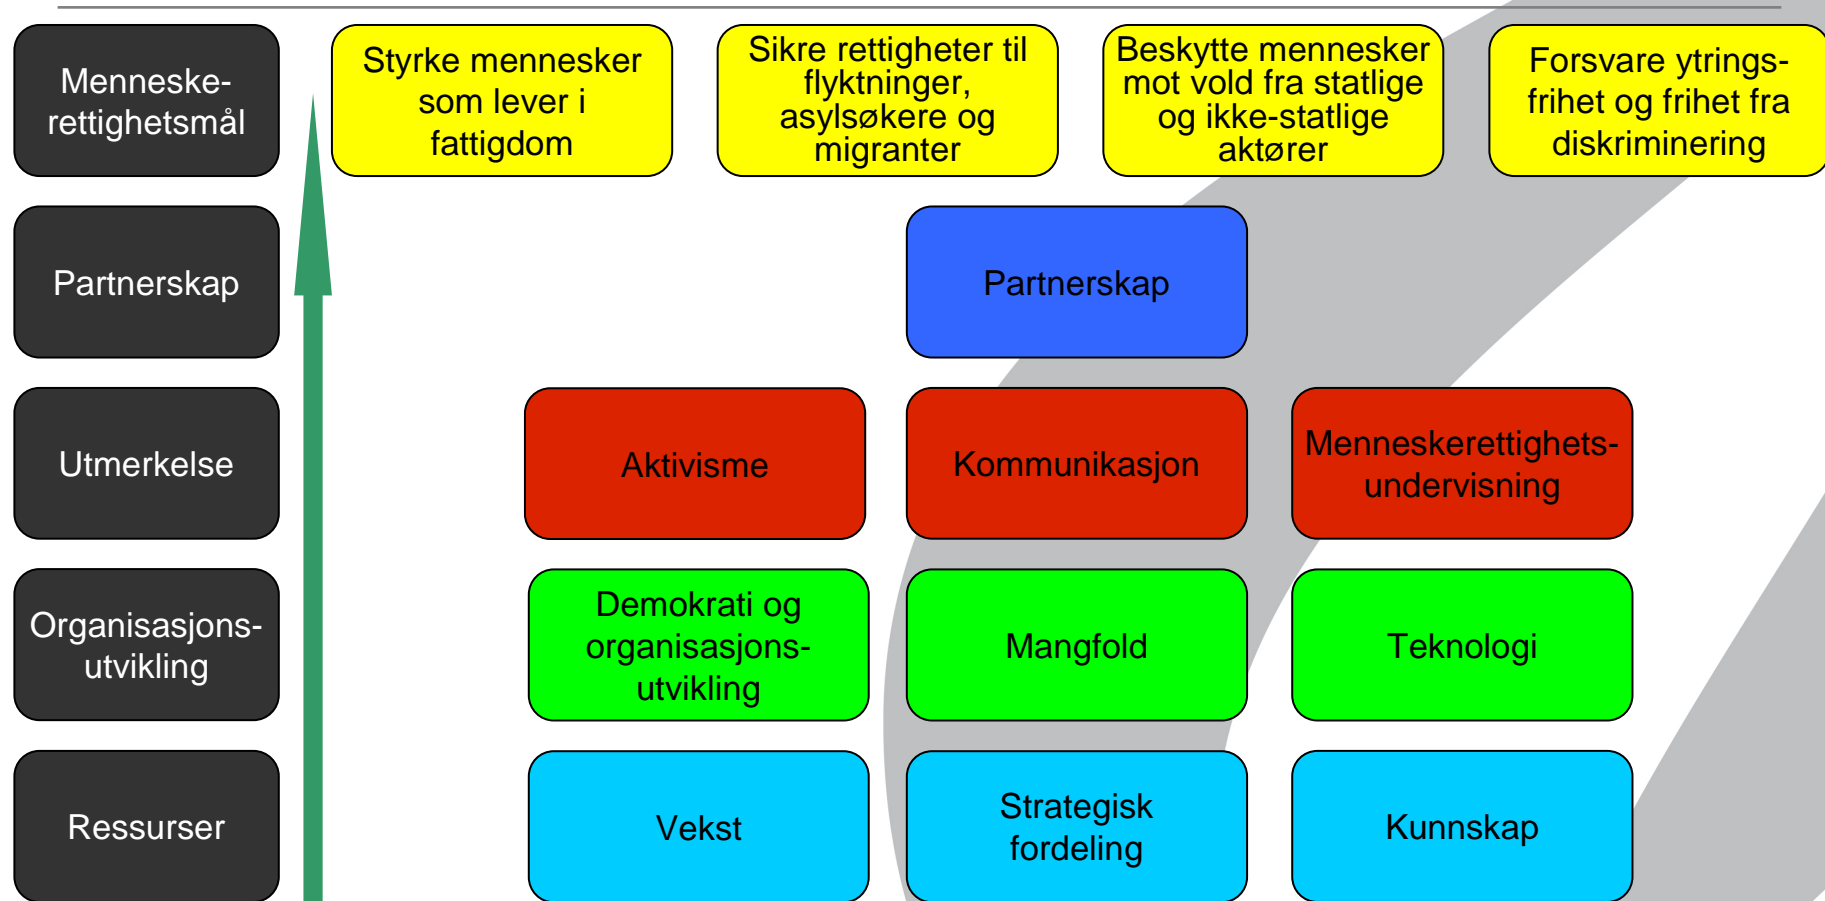 Menneske-
rettighetsmål
Styrke mennesker
som lever i
fattigdom
Sikre rettigheter til
flyktninger,
asylsøkere og
migranter
Beskytte mennesker
mot vold fra statlige
og ikke-statlige
aktører
Forsvare ytrings-
frihet og frihet fra
diskriminering
Partnerskap
Partnerskap
Utmerkelse
Aktivisme
Kommunikasjon
Menneskerettighets-
undervisning
Organisasjons-
utvikling
Demokrati og
organisasjons-
utvikling
Mangfold
Teknologi
Ressurser
Vekst
Strategisk
fordeling
Kunnskap